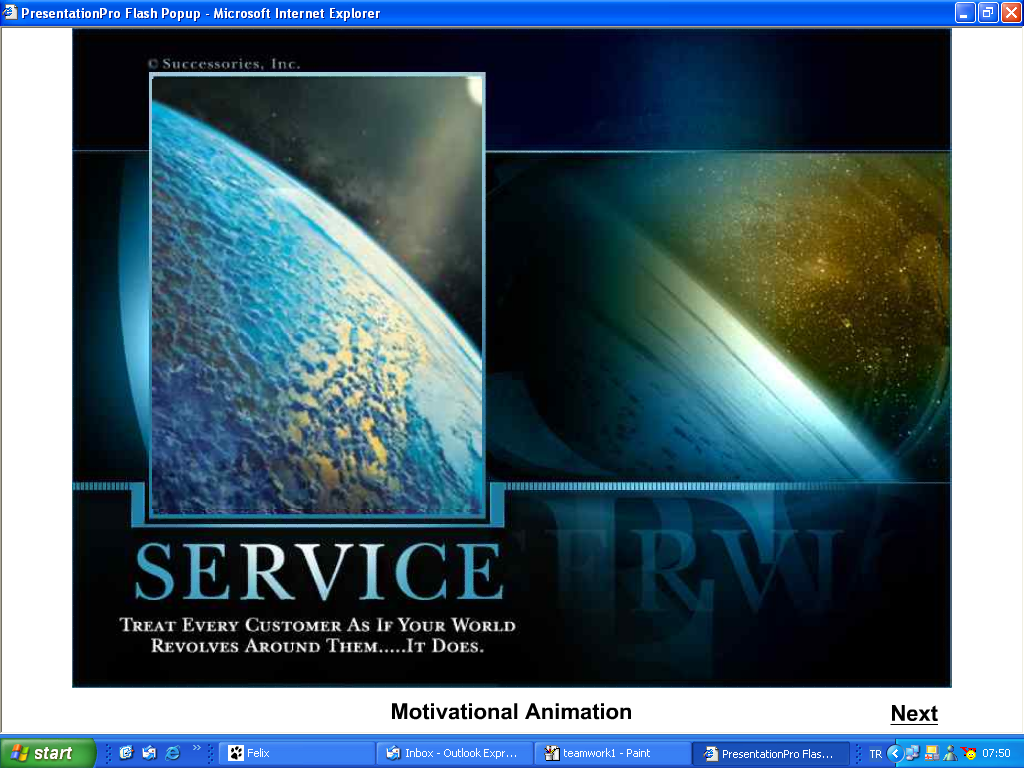 PresentationPro Flash Popup - Microsoft Internet Explorer
© Successories, Inc.
SERVICE
TREAT EVERY CUSTOMER AS IF YOUR WORLD
REVOLVES AROUND THEM.....IT DOES.
Motivational Animation
Next
start
Felix
Inbox - Outlook Expr...
teamwork1 - Paint
PresentationPro Flas...
TR
07:50